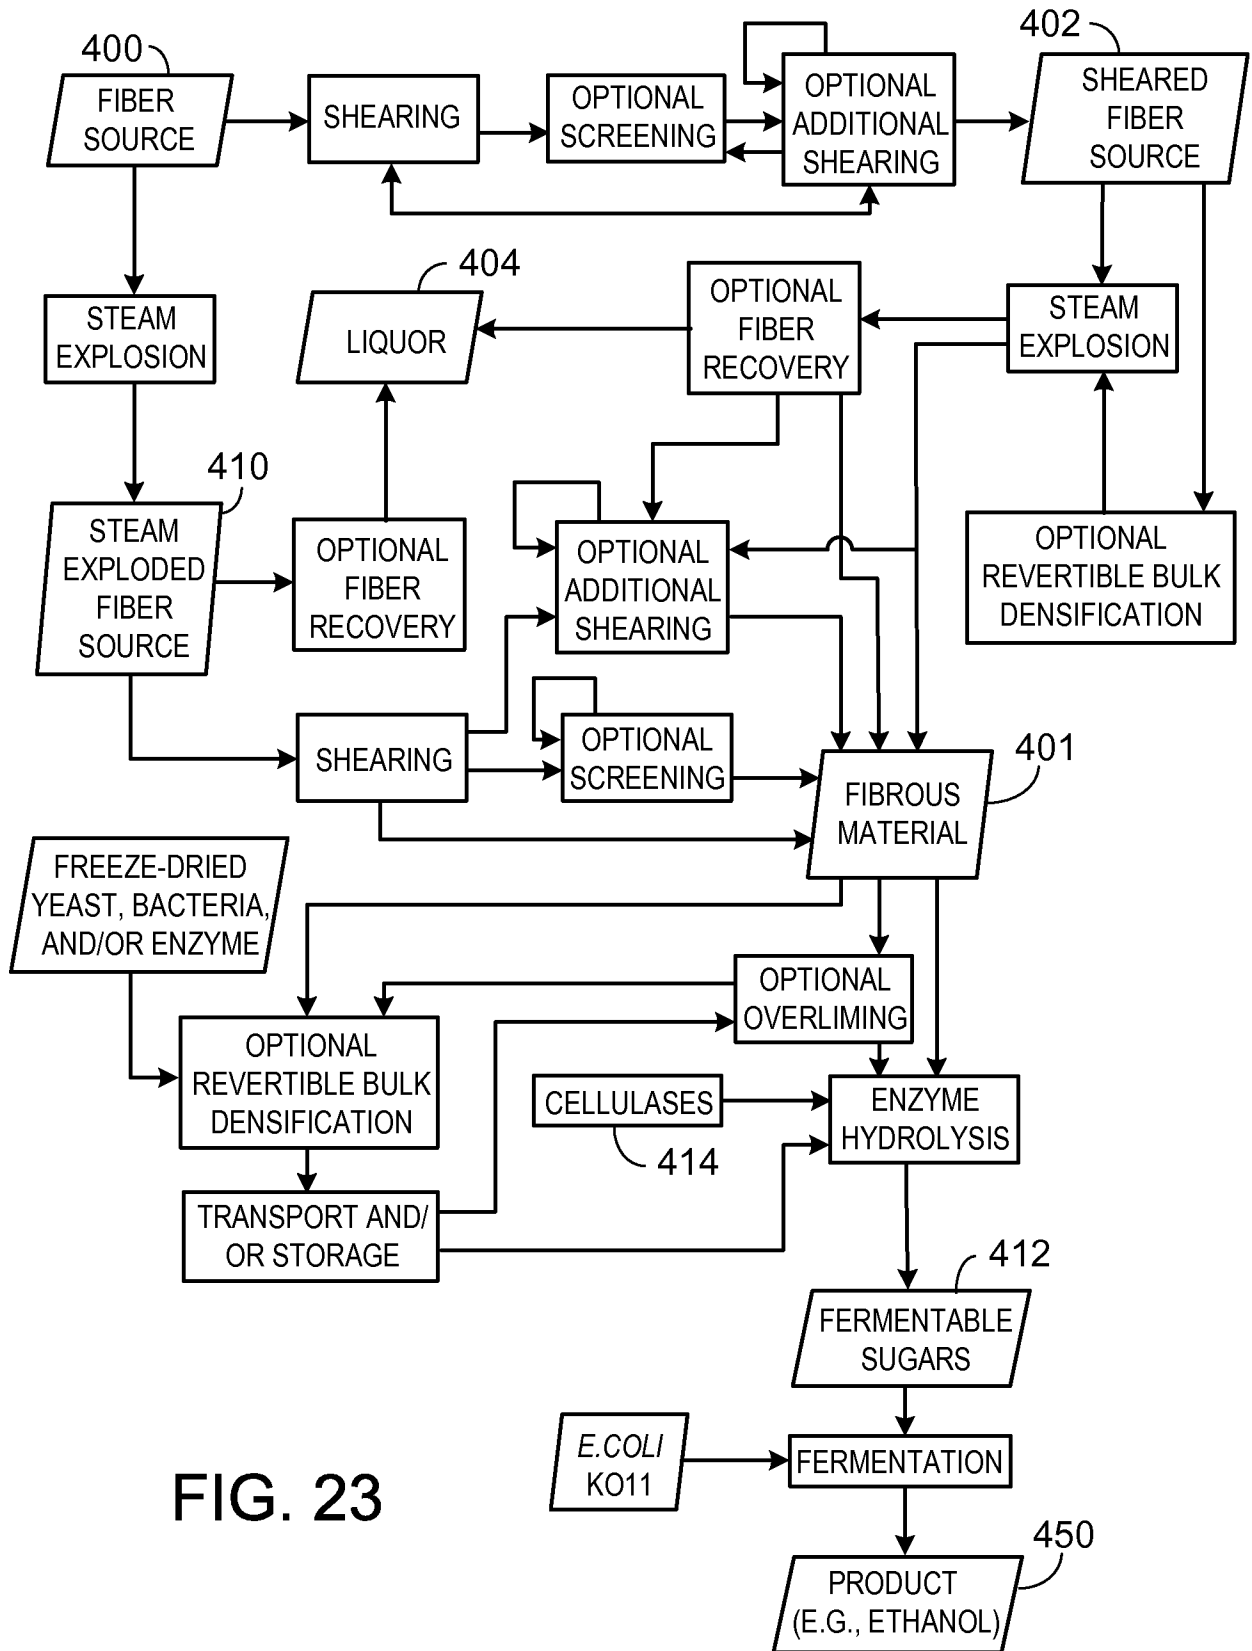 400
FIBER
SOURCE
SHEARING
OPTIONAL
SCREENING
OPTIONAL
ADDITIONAL
SHEARING
402
SHEARED
FIBER
SOURCE
STEAM
EXPLOSION
404
LIQUOR
OPTIONAL
FIBER
RECOVERY
STEAM
EXPLOSION
410
STEAM
EXPLODED
FIBER
SOURCE
OPTIONAL
FIBER
RECOVERY
OPTIONAL
ADDITIONAL
SHEARING
OPTIONAL
REVERTIBLE BULK
DENSIFICATION
SHEARING
OPTIONAL
SCREENING
401
FIBROUS
MATERIAL
FREEZE-DRIED
YEAST, BACTERIA,
AND/OR ENZYME
OPTIONAL
OVERLIMING
OPTIONAL
REVERTIBLE BULK
DENSIFICATION
CELLULASES
414
ENZYME
HYDROLYSIS
TRANSPORT AND/
OR STORAGE
412
FERMENTABLE
SUGARS
E.COLI
KO11
FERMENTATION
FIG. 23
450
PRODUCT
(E.G., ETHANOL)